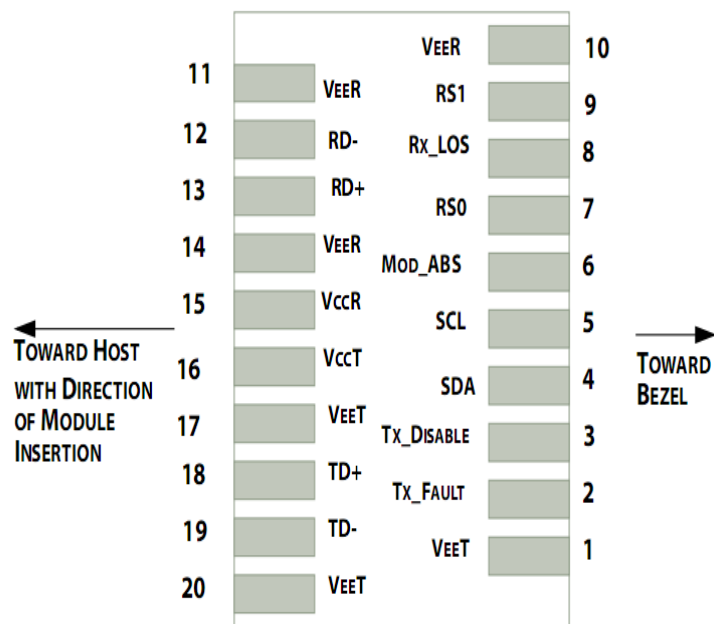 11 VEER
12 RD-
13 RD+
14 VEER
15 VCCR
16 VCCT
17 VEET
18 TD+
19 TD-
20 VEET
VEER 10
RS1 9
RX_LOS 8
RS0 7
MOD_ABS 6
SCL 5
SDA 4
TX_DISABLE 3
TX_FAULT 2
VEET 1
TOWARD HOST
WITH DIRECTION
OF MODULE
INSERTION
TOWARD
BEZEL